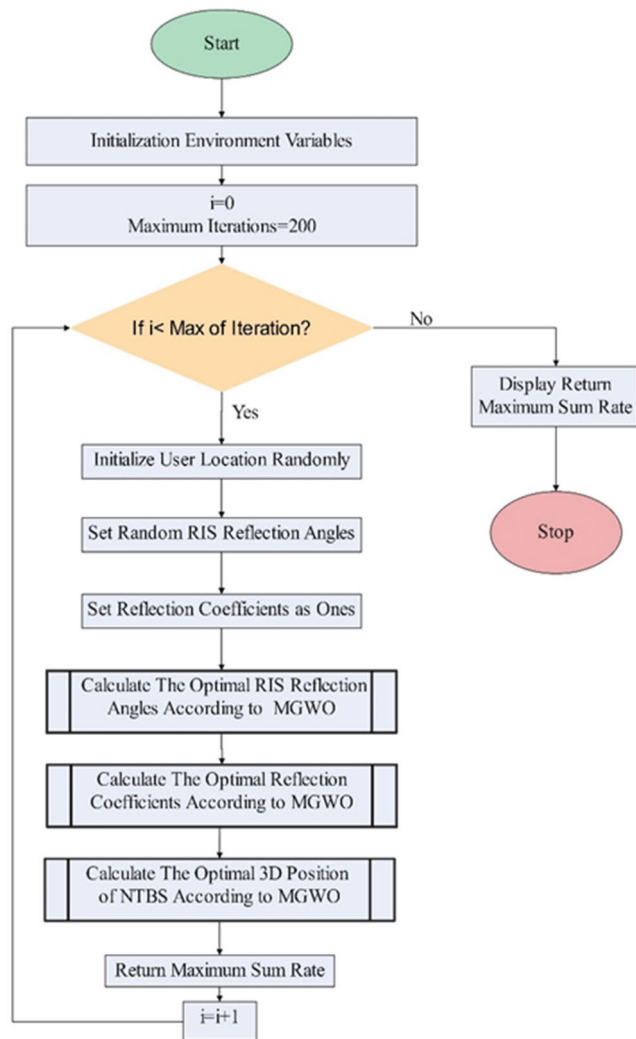 Start
Initialization Environment Variables
i=0
Maximum Iterations=200
If i< Max of Iteration?
No
Display Return
Maximum Sum Rate
Stop
Yes
Initialize User Location Randomly
Set Random RIS Reflection Angles
Set Reflection Coefficients as Ones
Calculate The Optimal RIS Reflection
Angles According to MGWO
Calculate The Optimal Reflection
Coefficients According to MGWO
Calculate The Optimal 3D Position
of NTBS According to MGWO
Return Maximum Sum Rate
i=i+1